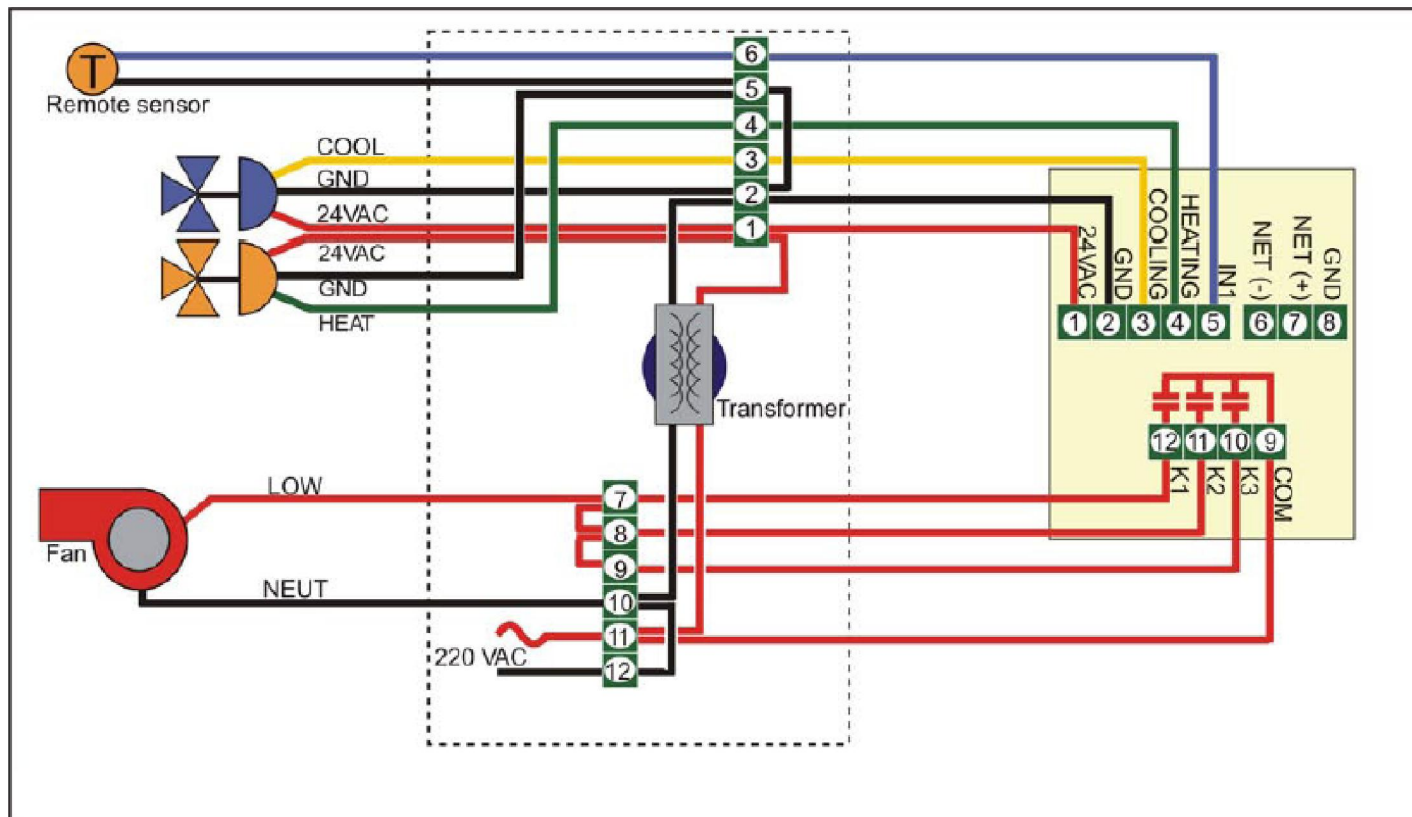 T
Remote sensor
COOL
GND
24VAC
24VAC
GND
HEAT
6
5
4
3
2
1
24VAC
GND
COOLING
HEATING
IN1
NET (-)
NET (+)
GND
1 2 3 4 5 6 7 8
Transformer
12 11 10 9
K1
K2
K3
COM
LOW
Fan
NEUT
220 VAC
7
8
9
10
11
12